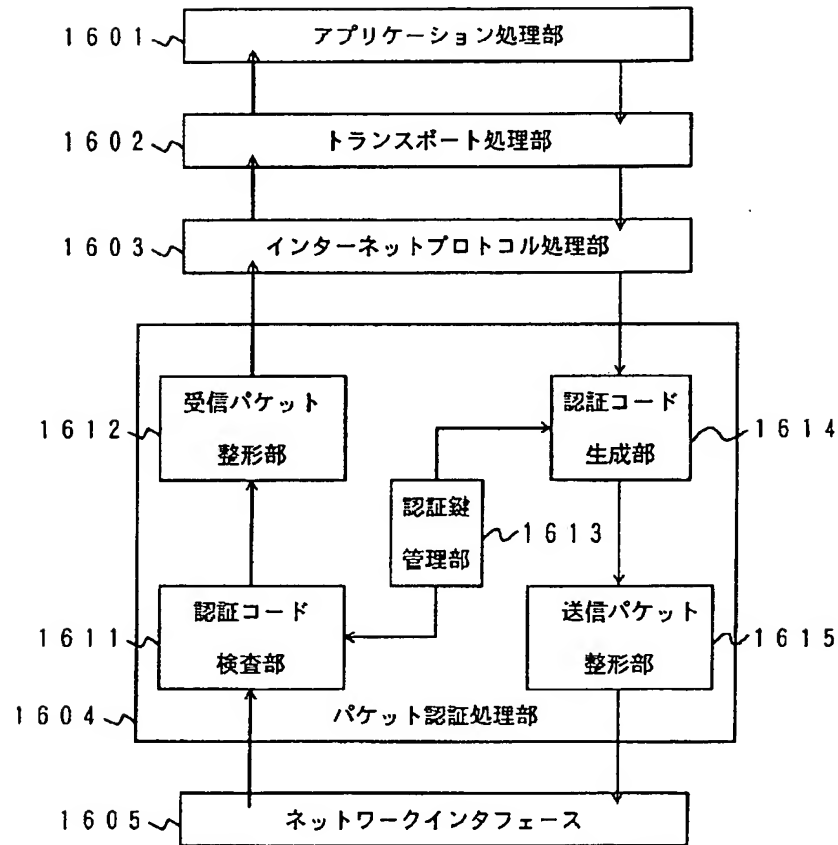 1601
アプリケーション処理部
1602
トランスポート処理部
1603
インターネットプロトコル処理部
受信パケット
整形部
1612
認証コード
生成部
1614
認証鍵
管理部
1613
認証コード
検査部
1611
送信パケット
整形部
1615
1604
パケット認証処理部
1605
ネットワークインタフェース